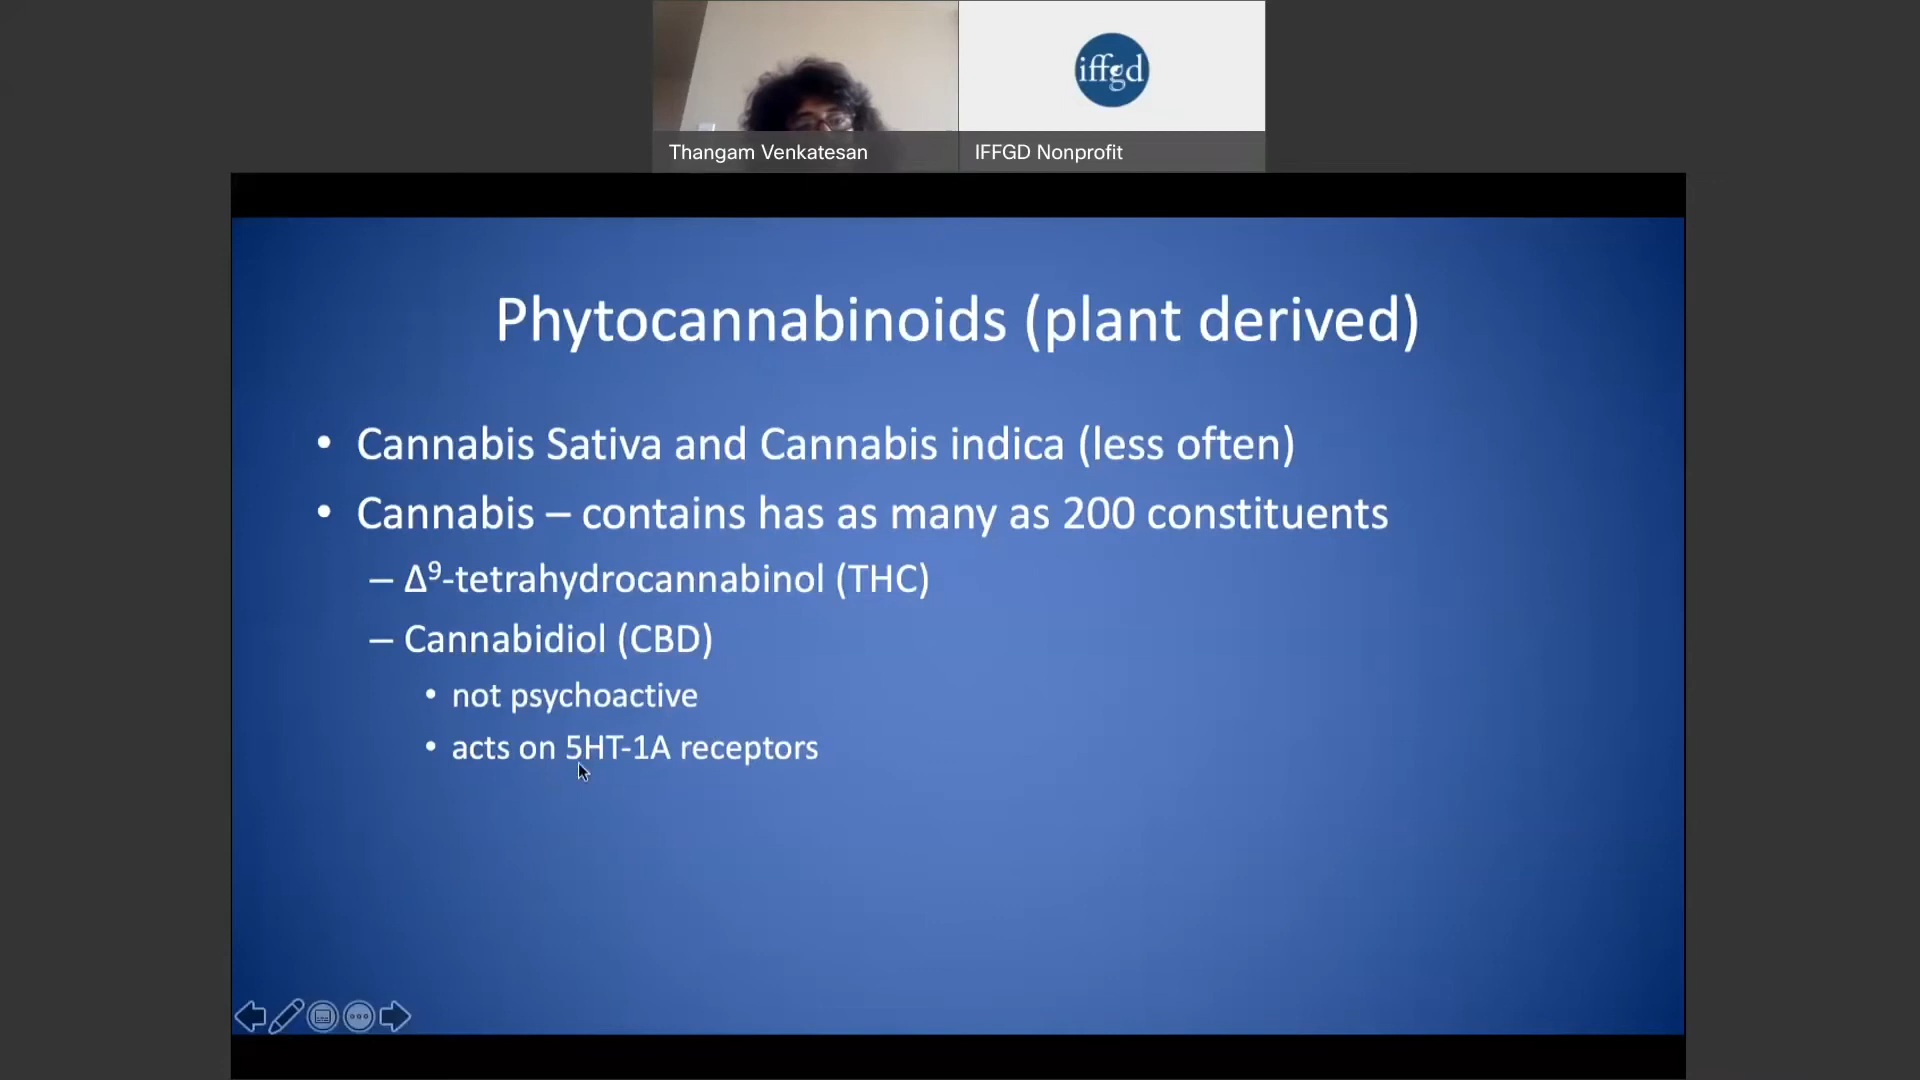 iffgd
Thangam Venkatesan
IFFGD Nonprofit
Phytocannabinoids (plant derived)
• Cannabis Sativa and Cannabis indica (less often)
• Cannabis – contains has as many as 200 constituents
– Δ⁹-tetrahydrocannabinol (THC)
– Cannabidiol (CBD)
• not psychoactive
• acts on 5HT-1A receptors